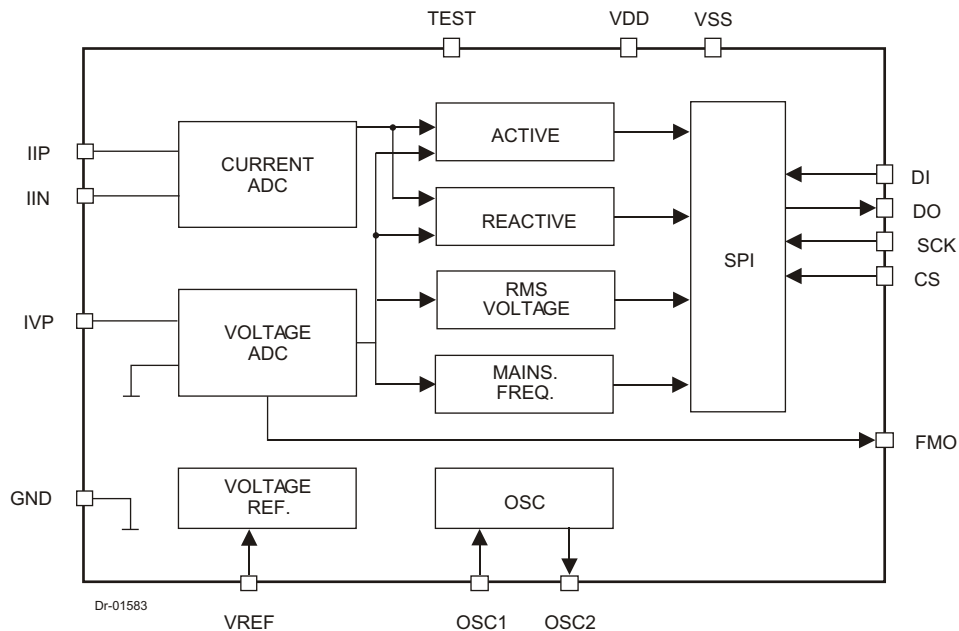 TEST
VDD
VSS
IIP
IIN
CURRENT
ADC
ACTIVE
REACTIVE
SPI
DI
DO
SCK
CS
IVP
VOLTAGE
ADC
RMS
VOLTAGE
MAINS.
FREQ.
FMO
GND
VOLTAGE
REF.
OSC
Dr-01583
VREF
OSC1
OSC2